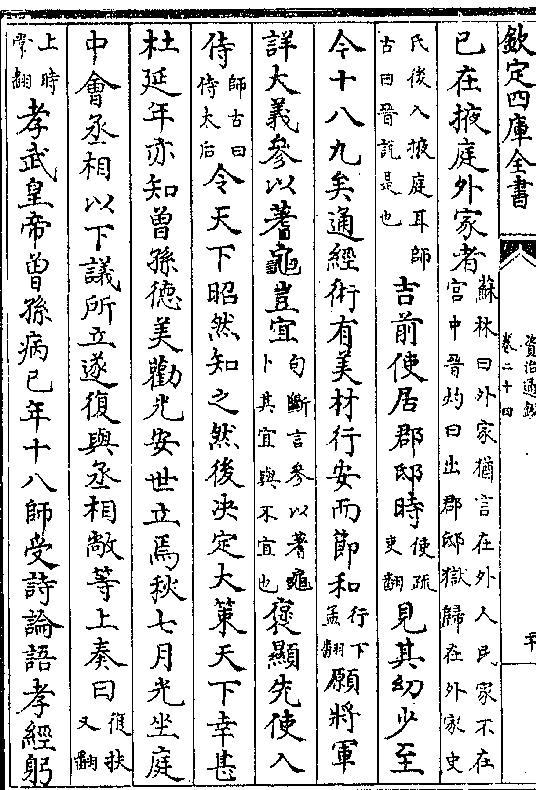 欽定四庫全書
資治通鑑
卷二十四
已在掖庭外家者蘇林曰外家猶言在外人民家不在宮中晉灼曰出郡邸獄歸在外家史
氏後入掖庭耳師古曰晉說是也吉前使居郡邸時使疏吏翻見其幼少至
今十八九矣通經術有美材行安而節和行下孟翻願將軍
詳大義參以蓍龜豈宜句斷言參以蓍龜卜其宜與不宜也褒顯先使入
侍師古曰侍太后令天下昭然知之然後決定大策天下幸甚
杜延年亦知曾孫德美勸光安世立焉秋七月光坐庭
中會丞相以下議所立遂復與丞相敞等上奏曰復扶又翻
上時掌翻孝武皇帝曾孫病已年十八師受詩論語孝經躬